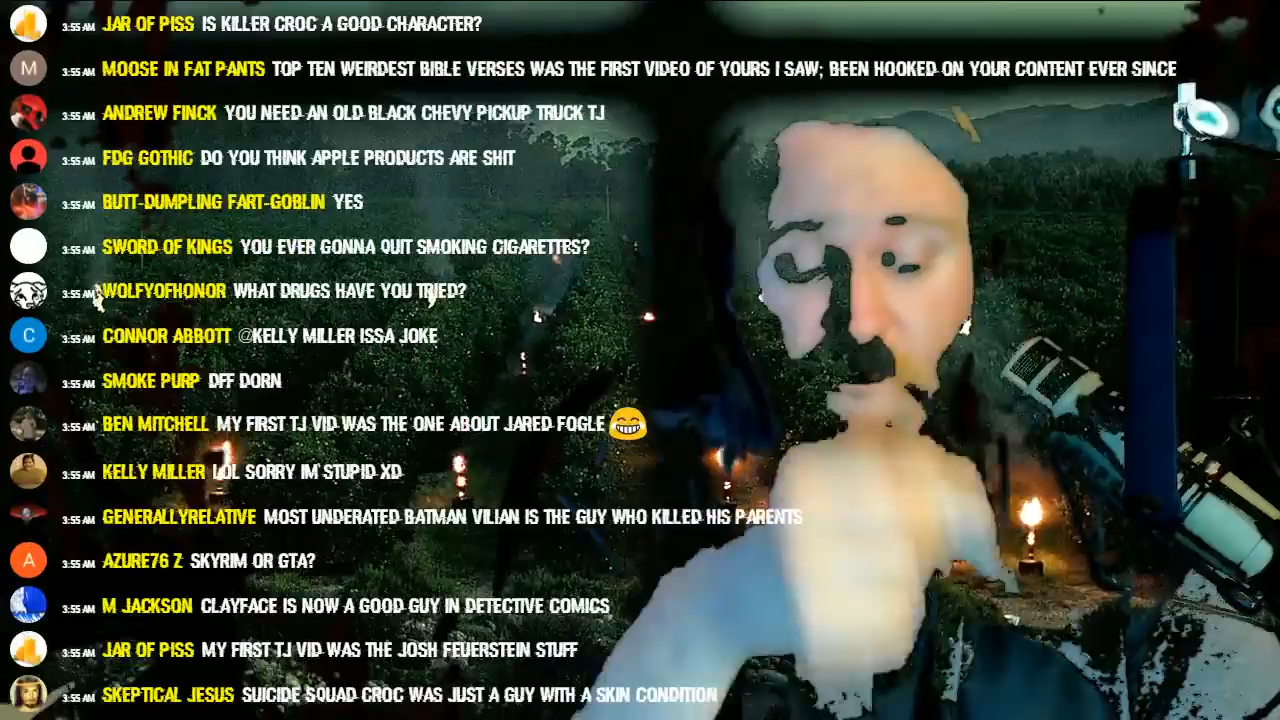 3:55 AM JAR OF PISS IS KILLER CROC A GOOD CHARACTER?
M 3:55 AM MOOSE IN FAT PANTS TOP TEN WEIRDEST BIBLE VERSES WAS THE FIRST VIDEO OF YOURS I SAW; BEEN HOOKED ON YOUR CONTENT EVER SINCE
3:55 AM ANDREW FINCK YOU NEED AN OLD BLACK CHEVY PICKUP TRUCK TJ
3:55 AM FDG GOTHIC DO YOU THINK APPLE PRODUCTS ARE SHIT
3:55 AM BUTT-DUMPLING FART-GOBLIN YES
3:55 AM SWORD OF KINGS YOU EVER GONNA QUIT SMOKING CIGARETTES?
3:55 AM WOLFYOFHONOR WHAT DRUGS HAVE YOU TRIED?
C 3:55 AM CONNOR ABBOTT @KELLY MILLER ISSA JOKE
3:55 AM SMOKE PURP DFF DORN
3:55 AM BEN MITCHELL MY FIRST TJ VID WAS THE ONE ABOUT JARED FOGLE 😂
3:55 AM KELLY MILLER LOL SORRY IM STUPID XD
3:55 AM GENERALLYRELATIVE MOST UNDERATED BATMAN VILIAN IS THE GUY WHO KILLED HIS PARENTS
A 3:55 AM AZURE76 Z SKYRIM OR GTA?
3:55 AM M JACKSON CLAYFACE IS NOW A GOOD GUY IN DETECTIVE COMICS
3:55 AM JAR OF PISS MY FIRST TJ VID WAS THE JOSH FEUERSTEIN STUFF
3:55 AM SKEPTICAL JESUS SUICIDE SQUAD CROC WAS JUST A GUY WITH A SKIN CONDITION